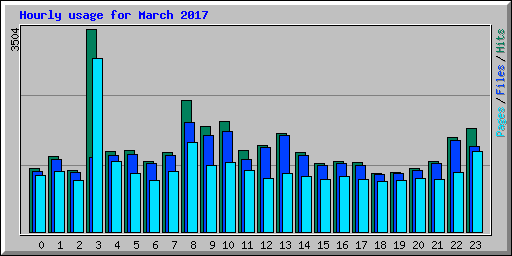 Hourly usage for March 2017
3504
Pages / Files / Hits
0 1 2 3 4 5 6 7 8 9 10 11 12 13 14 15 16 17 18 19 20 21 22 23